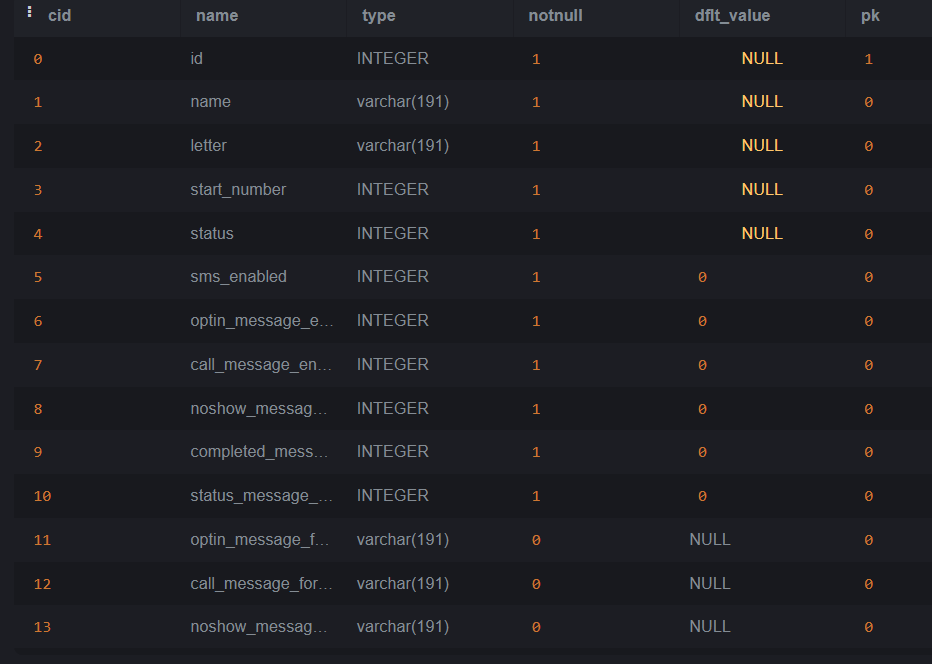 cid name type notnull dflt_value pk
0 id INTEGER 1 NULL 1
1 name varchar(191) 1 NULL 0
2 letter varchar(191) 1 NULL 0
3 start_number INTEGER 1 NULL 0
4 status INTEGER 1 NULL 0
5 sms_enabled INTEGER 1 0 0
6 optin_message_e... INTEGER 1 0 0
7 call_message_en... INTEGER 1 0 0
8 noshow_messag... INTEGER 1 0 0
9 completed_mess... INTEGER 1 0 0
10 status_message_... INTEGER 1 0 0
11 optin_message_f... varchar(191) 0 NULL 0
12 call_message_for... varchar(191) 0 NULL 0
13 noshow_messag... varchar(191) 0 NULL 0